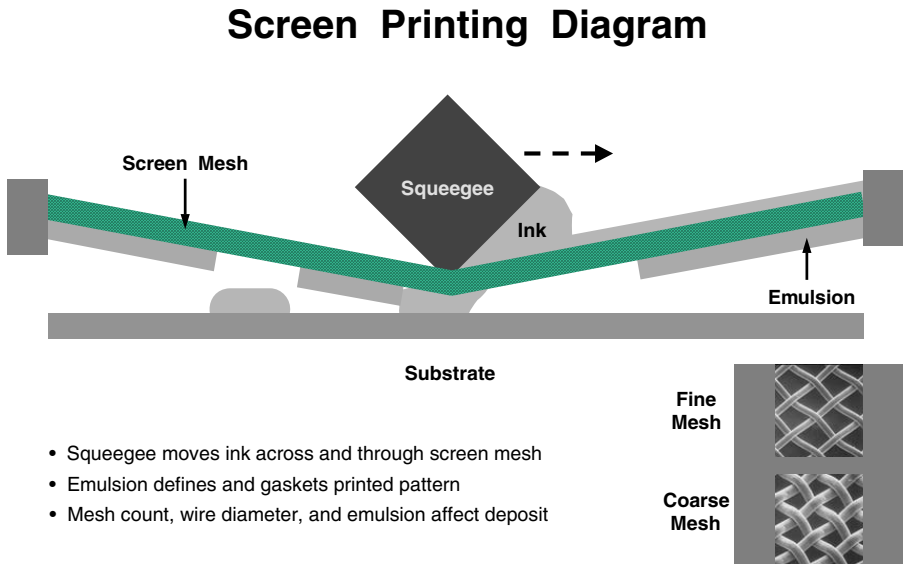 Screen Printing Diagram
Screen Mesh
Squeegee
Ink
Emulsion
Substrate
Fine
Mesh
• Squeegee moves ink across and through screen mesh
• Emulsion defines and gaskets printed pattern
• Mesh count, wire diameter, and emulsion affect deposit
Coarse
Mesh